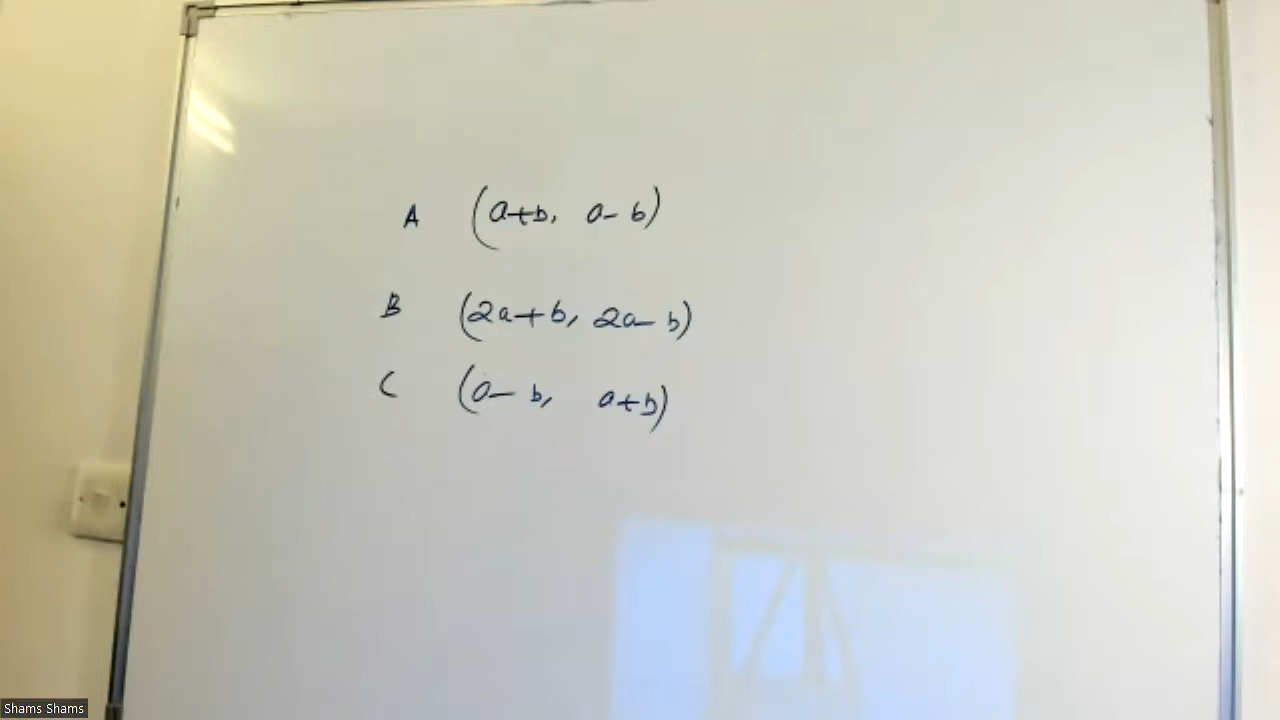 A (a+b, a-b)
B (2a+b, 2a-b)
C (a-b, a+b)
Shams Shams